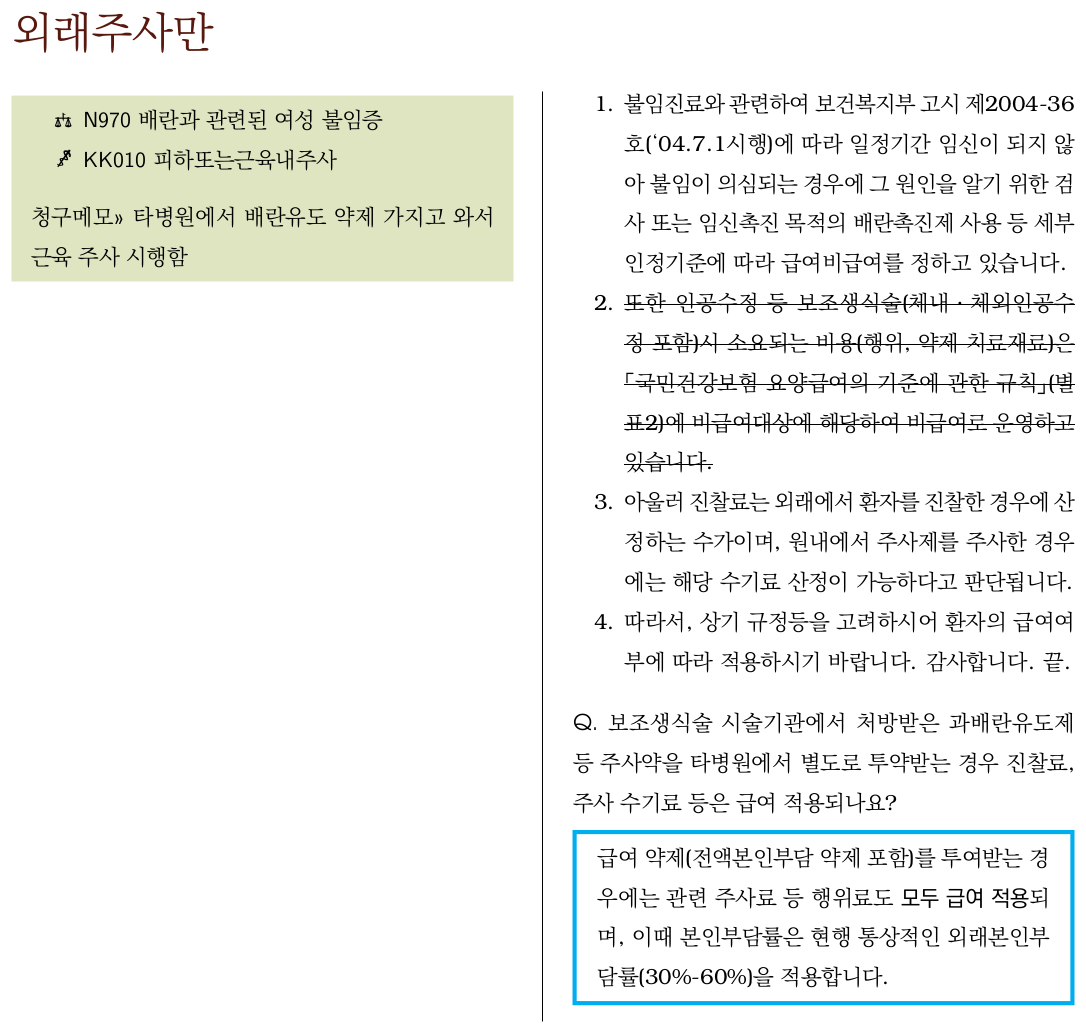 외래주사만
N970 배란과 관련된 여성 불임증
KK010 피하또는근육내주사
청구메모» 타병원에서 배란유도 약제 가지고 와서
근육 주사 시행함
1. 불임진료와 관련하여 보건복지부 고시 제2004-36
호(‘04.7.1시행)에 따라 일정기간 임신이 되지 않
아 불임이 의심되는 경우에 그 원인을 알기 위한 검
사 또는 임신촉진 목적의 배란촉진제 사용 등 세부
인정기준에 따라 급여비급여를 정하고 있습니다.
2. 또한 인공수정 등 보조생식술(체내 · 체외인공수
정 포함)시 소요되는 비용(행위, 약제 치료재료)은
「국민건강보험 요양급여의 기준에 관한 규칙」(별
표2)에 비급여대상에 해당하여 비급여로 운영하고
있습니다.
3. 아울러 진찰료는 외래에서 환자를 진찰한 경우에 산
정하는 수가이며, 원내에서 주사제를 주사한 경우
에는 해당 수기료 산정이 가능하다고 판단됩니다.
4. 따라서, 상기 규정등을 고려하시어 환자의 급여여
부에 따라 적용하시기 바랍니다. 감사합니다. 끝.
Q. 보조생식술 시술기관에서 처방받은 과배란유도제
등 주사약을 타병원에서 별도로 투약받는 경우 진찰료,
주사 수기료 등은 급여 적용되나요?
급여 약제(전액본인부담 약제 포함)를 투여받는 경
우에는 관련 주사료 등 행위료도 모두 급여 적용되
며, 이때 본인부담률은 현행 통상적인 외래본인부
담률(30%-60%)을 적용합니다.